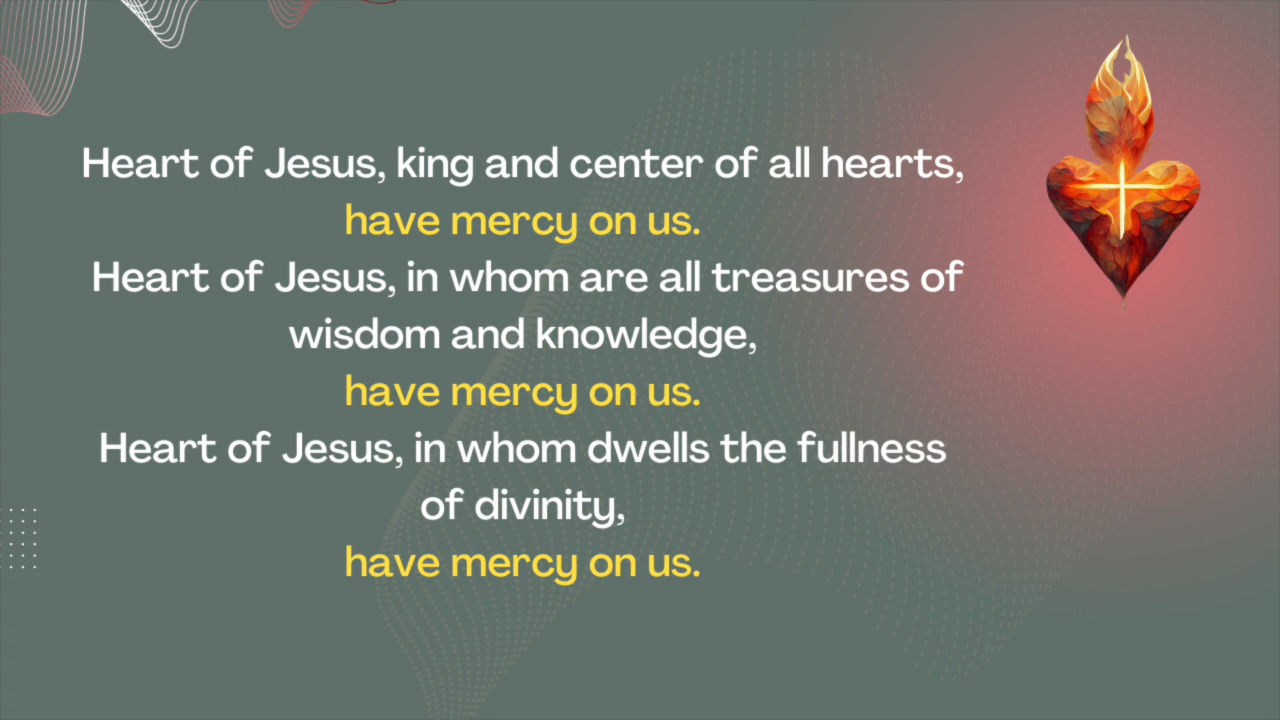 Heart of Jesus, king and center of all hearts,
have mercy on us.
Heart of Jesus, in whom are all treasures of
wisdom and knowledge,
have mercy on us.
Heart of Jesus, in whom dwells the fullness
of divinity,
have mercy on us.